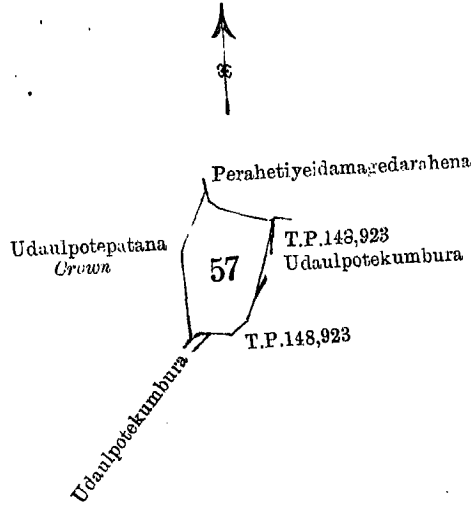 Perahetiyeidamagedarahena
Udaulpotepatana
Crown
57
T.P.148,923
Udaulpotekumbura
T.P.148,923
Udaulpotekumbura